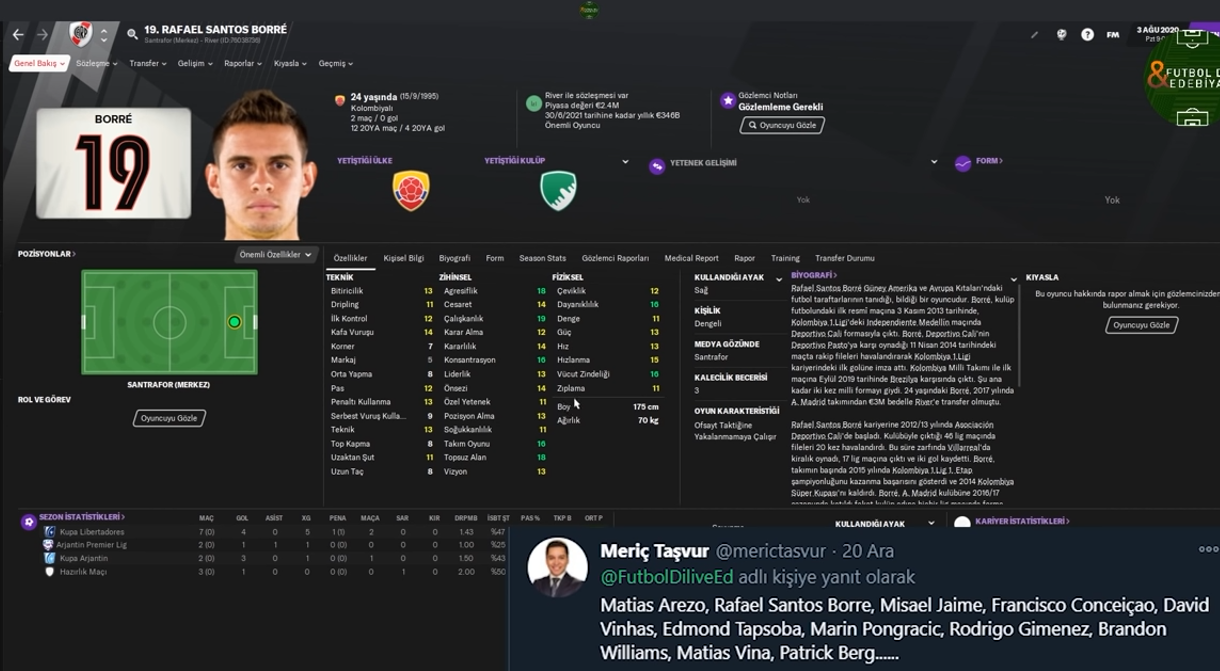 19. RAFAEL SANTOS BORRÉ
Santrafor (Merkez) - River (ID:76038796)
FM
3 AĞU 2020
Genel Bakış
Sözleşme
Transfer
Gelişim
Raporlar
Kıyasla
Geçmiş
& FUTBOL D
EDEBİYA
BORRÉ
19
24 yaşında (15/9/1995)
Kolombiyalı
2 maç / 0 gol
12 20YA maç / 4 20YA gol
River ile sözleşmesi var
Piyasa değeri €2.4M
30/6/2021 tarihine kadar yıllık €346B
Önemli Oyuncu
Gözlemci Notları
Gözlemleme Gerekli
Oyuncuyu Gözle
YETİŞTİĞİ ÜLKE
YETİŞTİĞİ KULÜP
YETENEK GELİŞİMİ
Yok
FORM
Yok
POZİSYONLAR
Önemli Özellikler
SANTRAFOR (MERKEZ)
ROL VE GÖREV
Oyuncuyu Gözle
Özellikler Kişisel Bilgi Biyografi Form Season Stats Gözlemci Raporları Medical Report Rapor Training Transfer Durumu
TEKNİK
Bitiricilik 13
Dripling 11
İlk Kontrol 12
Kafa Vuruşu 14
Korner 7
Markaj 5
Orta Yapma 8
Pas 12
Penaltı Kullanma 13
Serbest Vuruş Kulla... 9
Teknik 13
Top Kapma 8
Uzaktan Şut 11
Uzun Taç 8
ZİHİNSEL
Agresiflik 18
Cesaret 14
Çalışkanlık 19
Karar Alma 12
Kararlılık 14
Konsantrasyon 16
Liderlik 13
Önsezi 14
Özel Yetenek 11
Pozisyon Alma 13
Soğukkanlılık 11
Takım Oyunu 16
Topsuz Alan 18
Vizyon 13
FİZİKSEL
Çeviklik 12
Dayanıklılık 16
Denge 11
Güç 13
Hız 13
Hızlanma 15
Vücut Zindeliği 16
Zıplama 11
Boy 175 cm
Ağırlık 70 kg
KULLANDIĞI AYAK
Sağ
KİŞİLİK
Dengeli
MEDYA GÖZÜNDE
Santrafor
KALECİLİK BECERİSİ
3
OYUN KARAKTERİSTİĞİ
Ofsayt Taktiğine
Yakalanmamaya Çalışır
BİYOGRAFİ
Rafael Santos Borré Güney Amerika ve Avrupa Kıtaları'ndaki
futbol taraftarlarının tanıdığı, bildiği bir oyuncudur. Borré, kulüp
futbolundaki ilk resmî maçına 3 Kasım 2013 tarihinde,
Kolombiya 1.Ligi'deki Independiente Medellín maçında
Deportivo Cali formasıyla çıktı. Borré, Deportivo Cali'nin
Deportivo Pasto'ya karşı oynadığı 11 Nisan 2014 tarihindeki
maçta rakip fileleri havalandırarak Kolombiya 1.Ligi
kariyerindeki ilk golüne imza attı. Kolombiya Milli Takımı ile ilk
maçına Eylül 2019 tarihinde Brezilya karşısında çıktı. Şu ana
kadar iki kez milli formayı giydi. 24 yaşındaki Borré, 2017 yılında
A. Madrid takımından €3M bedelle River'e transfer olmuştu.
Rafael Santos Borré kariyerine 2012/13 yılında Asociación
Deportivo Cali'de başladı. Kulübüyle çıktığı 46 lig maçında
fileleri 20 kez havalandırdı. Bu süre zarfında Villarreal'da
kiralık oynadı, 17 lig maçına çıktı ve iki gol kaydetti. Borré,
takımın başında 2015 yılında Kolombiya 1.Lig 1. Etap
şampiyonluğunu kazanma başarısını gösterdi ve 2014 Kolombiya
Süper Kupası'nı kaldırdı. Borré, A. Madrid kulübüne 2016/17
KIYASLA
Bu oyuncu hakkında rapor almak için gözlemcinizden
bulunmanız gerekiyor.
Oyuncuyu Gözle
SEZON İSTATİSTİKLERİ MAÇ GOL ASİST XG PENA MAÇA SAR KIR DRPMB İSBT ŞT PAS % TKP B ORT P
Kupa Libertadores 7 (0) 4 0 5 1 (1) 2 0 0 1.43 %47
Arjantin Premier Lig 2 (0) 1 1 1 0 (0) 0 0 0 1.00 %25
Kupa Arjantin 2 (0) 3 0 1 0 (0) 0 0 0 1.50 %43
Hazırlık Maçı 3 (0) 1 0 1 0 (0) 0 1 0 2.00 %50
KULLANDIĞI AYAK
KARİYER İSTATİSTİKLERİ
Meriç Taşvur @merictasvur · 20 Ara
@FutbolDiliveEd adlı kişiye yanıt olarak
Matias Arezo, Rafael Santos Borre, Misael Jaime, Francisco Conceiçao, David
Vinhas, Edmond Tapsoba, Marin Pongracic, Rodrigo Gimenez, Brandon
Williams, Matias Vina, Patrick Berg......